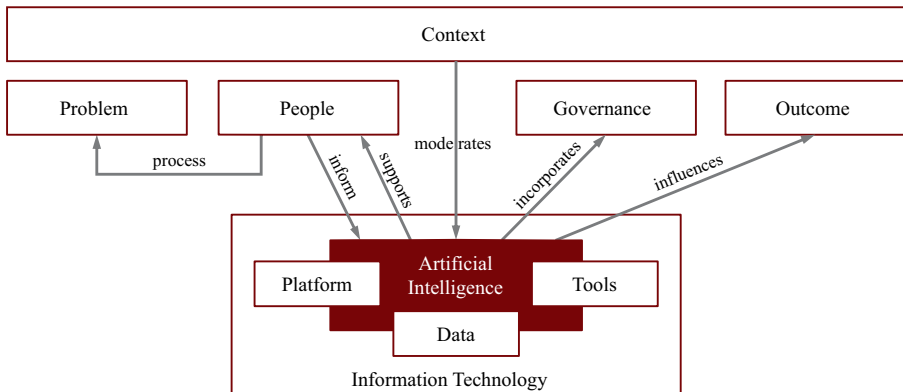 Context
Problem
People
Governance
Outcome
process
inform
supports
moderates
incorporates
influences
Artificial
Intelligence
Platform
Tools
Data
Information Technology